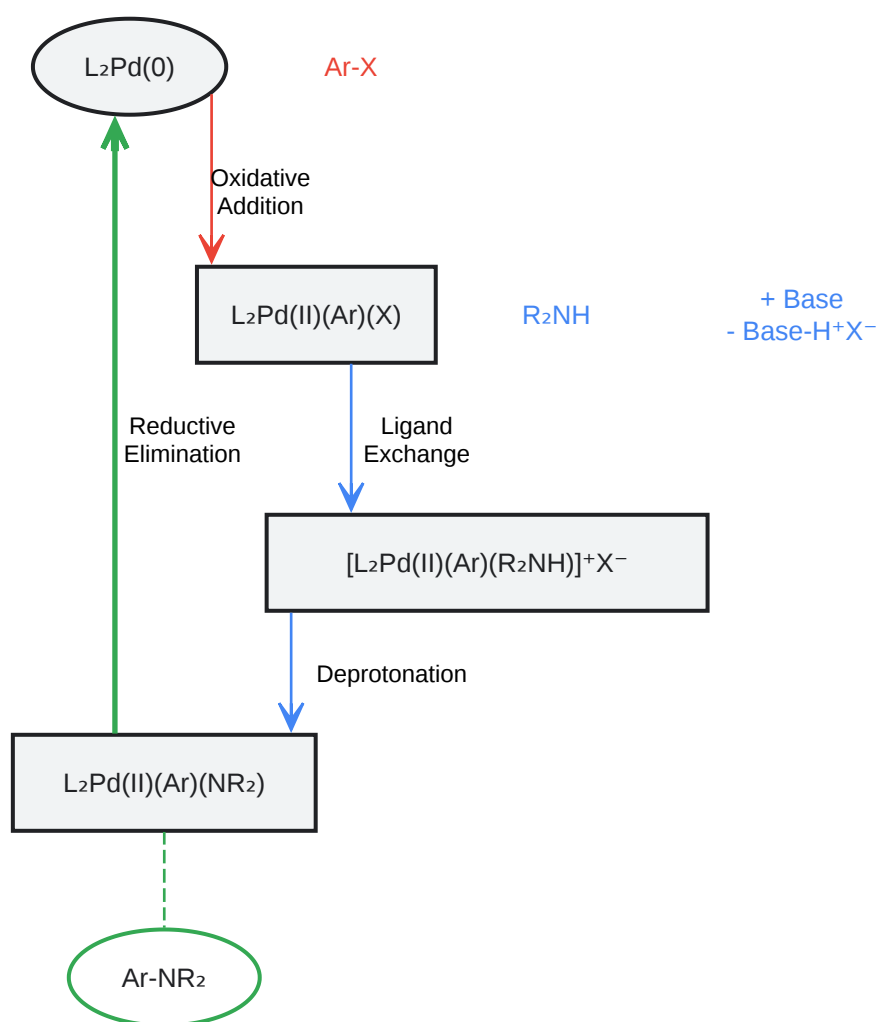 L₂Pd(0)
Ar-X
Oxidative
Addition
L₂Pd(II)(Ar)(X)
R₂NH
+ Base
- Base-H⁺X⁻
Reductive
Elimination
Ligand
Exchange
[L₂Pd(II)(Ar)(R₂NH)]⁺X⁻
Deprotonation
L₂Pd(II)(Ar)(NR₂)
Ar-NR₂